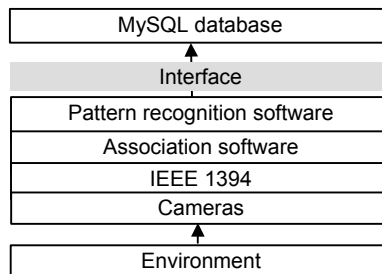 MySQL database
Interface
Pattern recognition software
Association software
IEEE 1394
Cameras
Environment